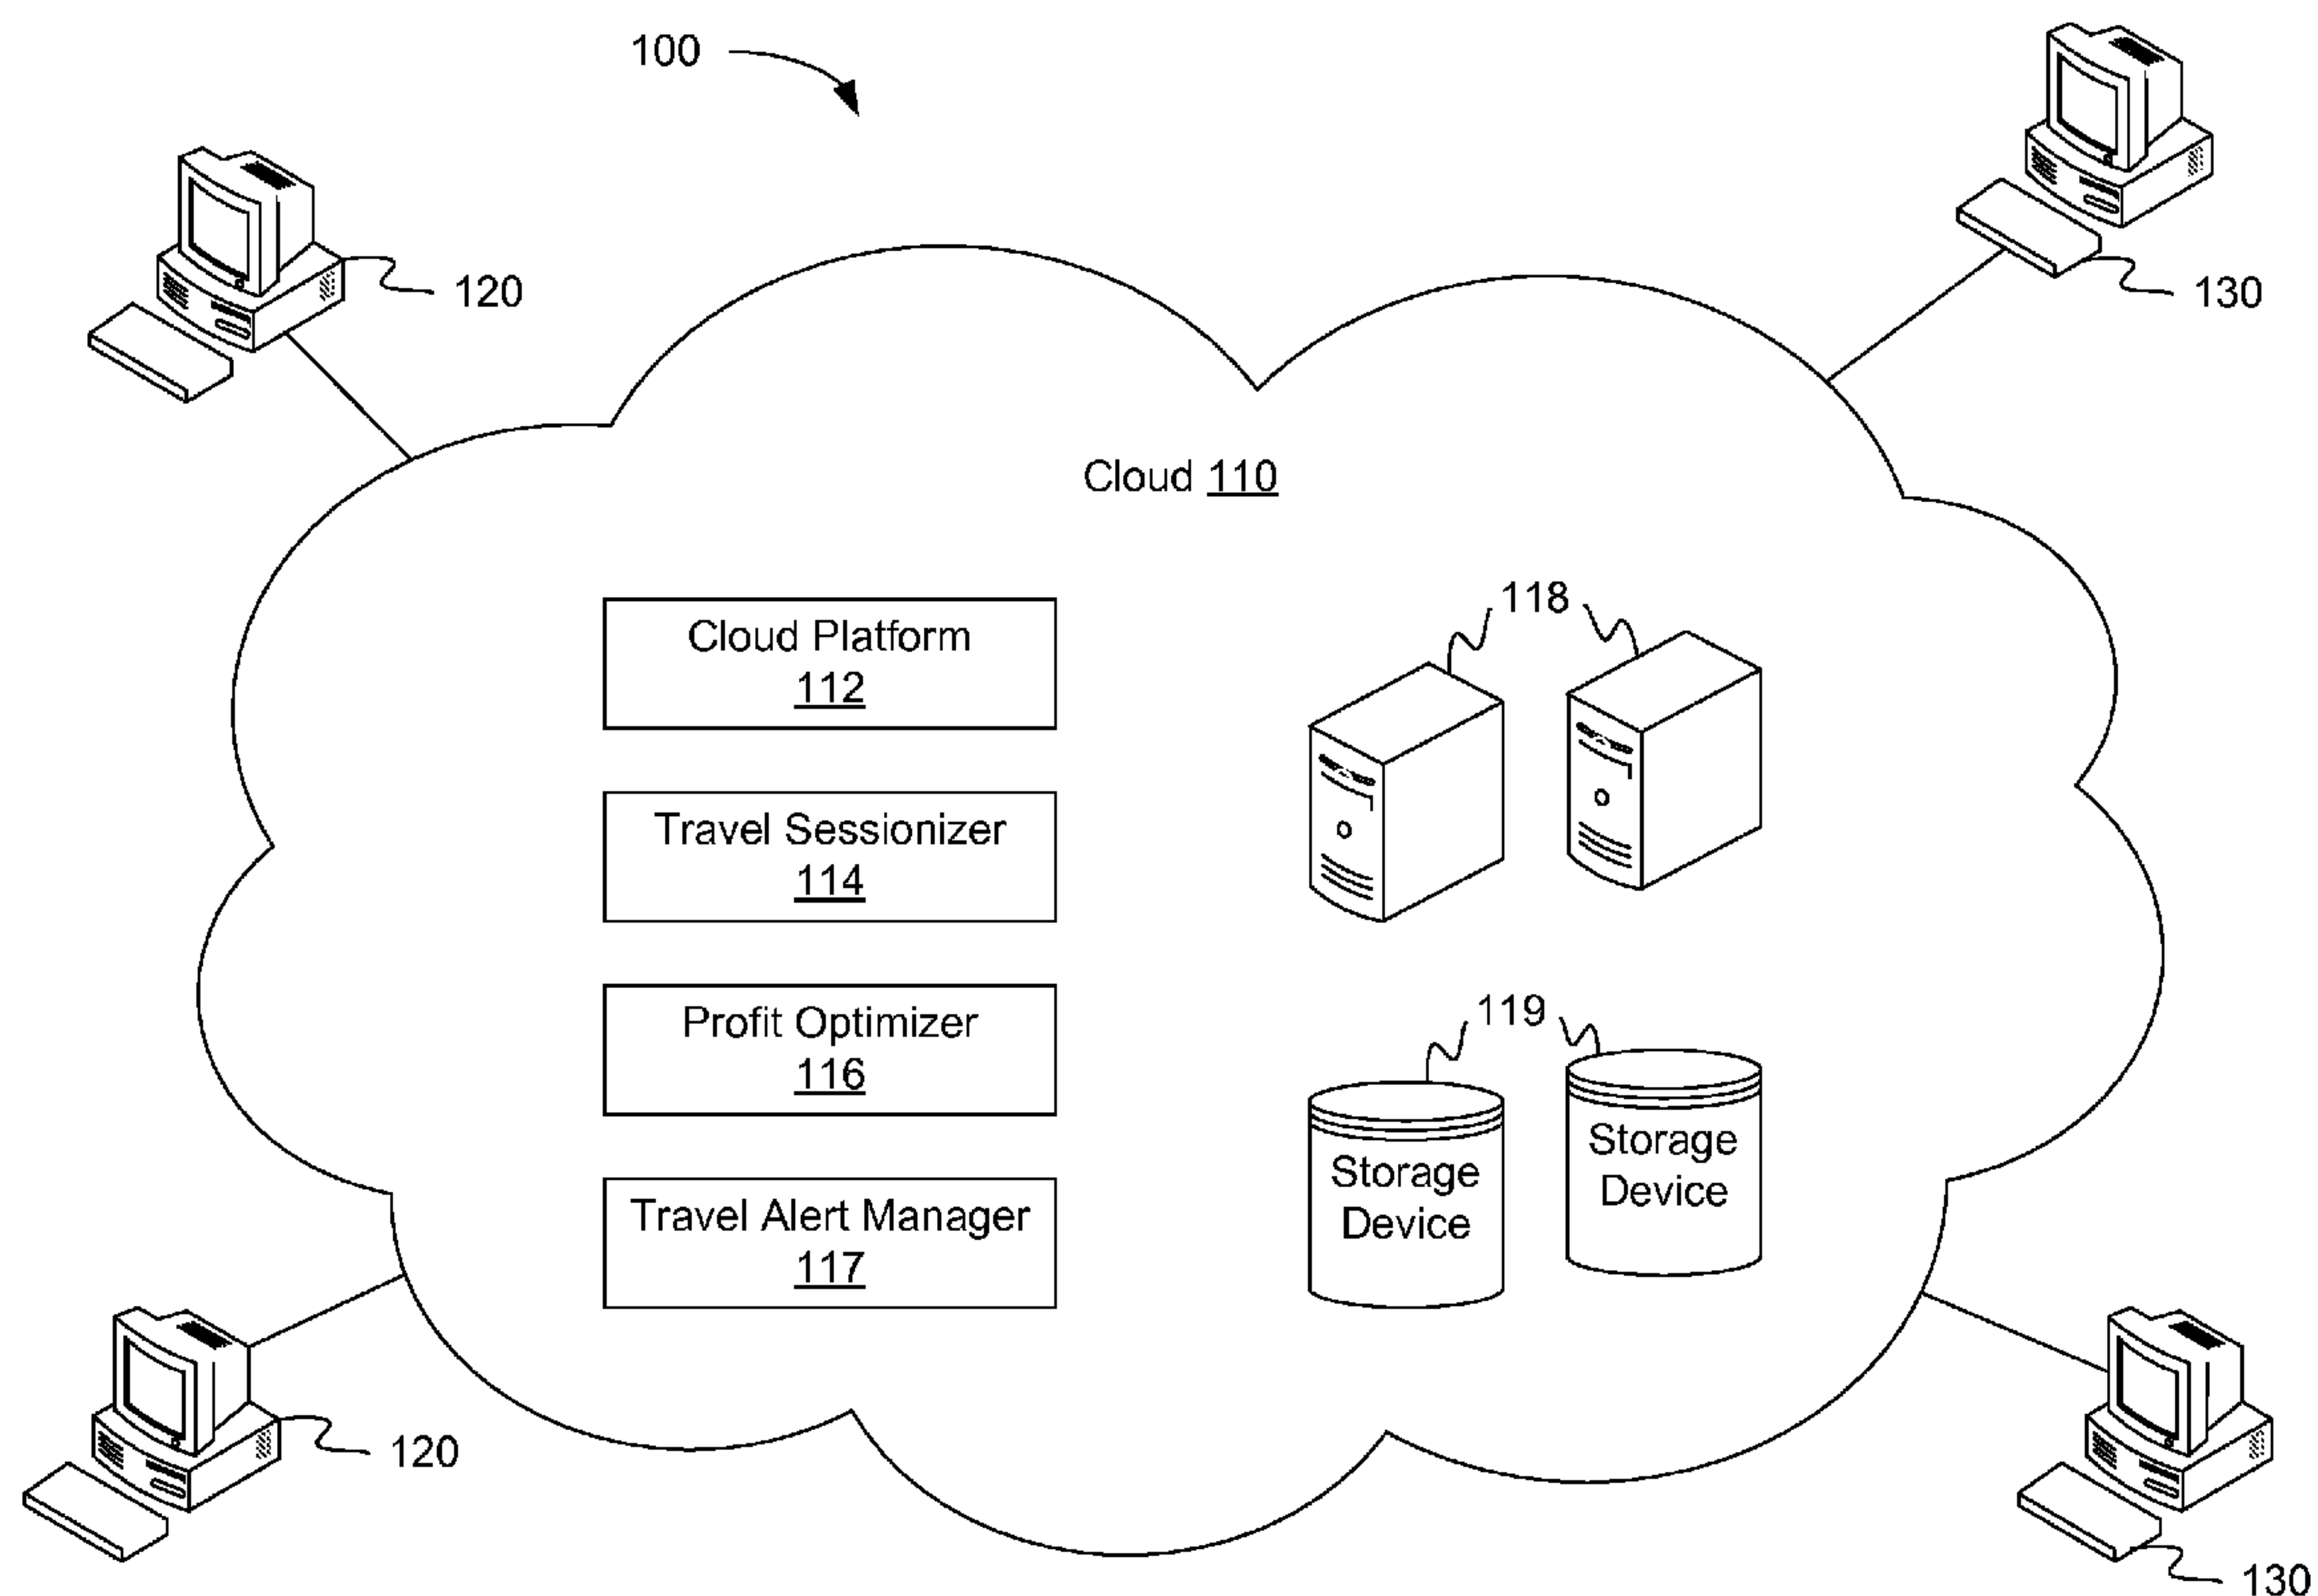 100
120
130
Cloud 110
Cloud Platform
112
118
Travel Sessionizer
114
Profit Optimizer
116
119
Storage
Device
Storage
Device
Travel Alert Manager
117
120
130